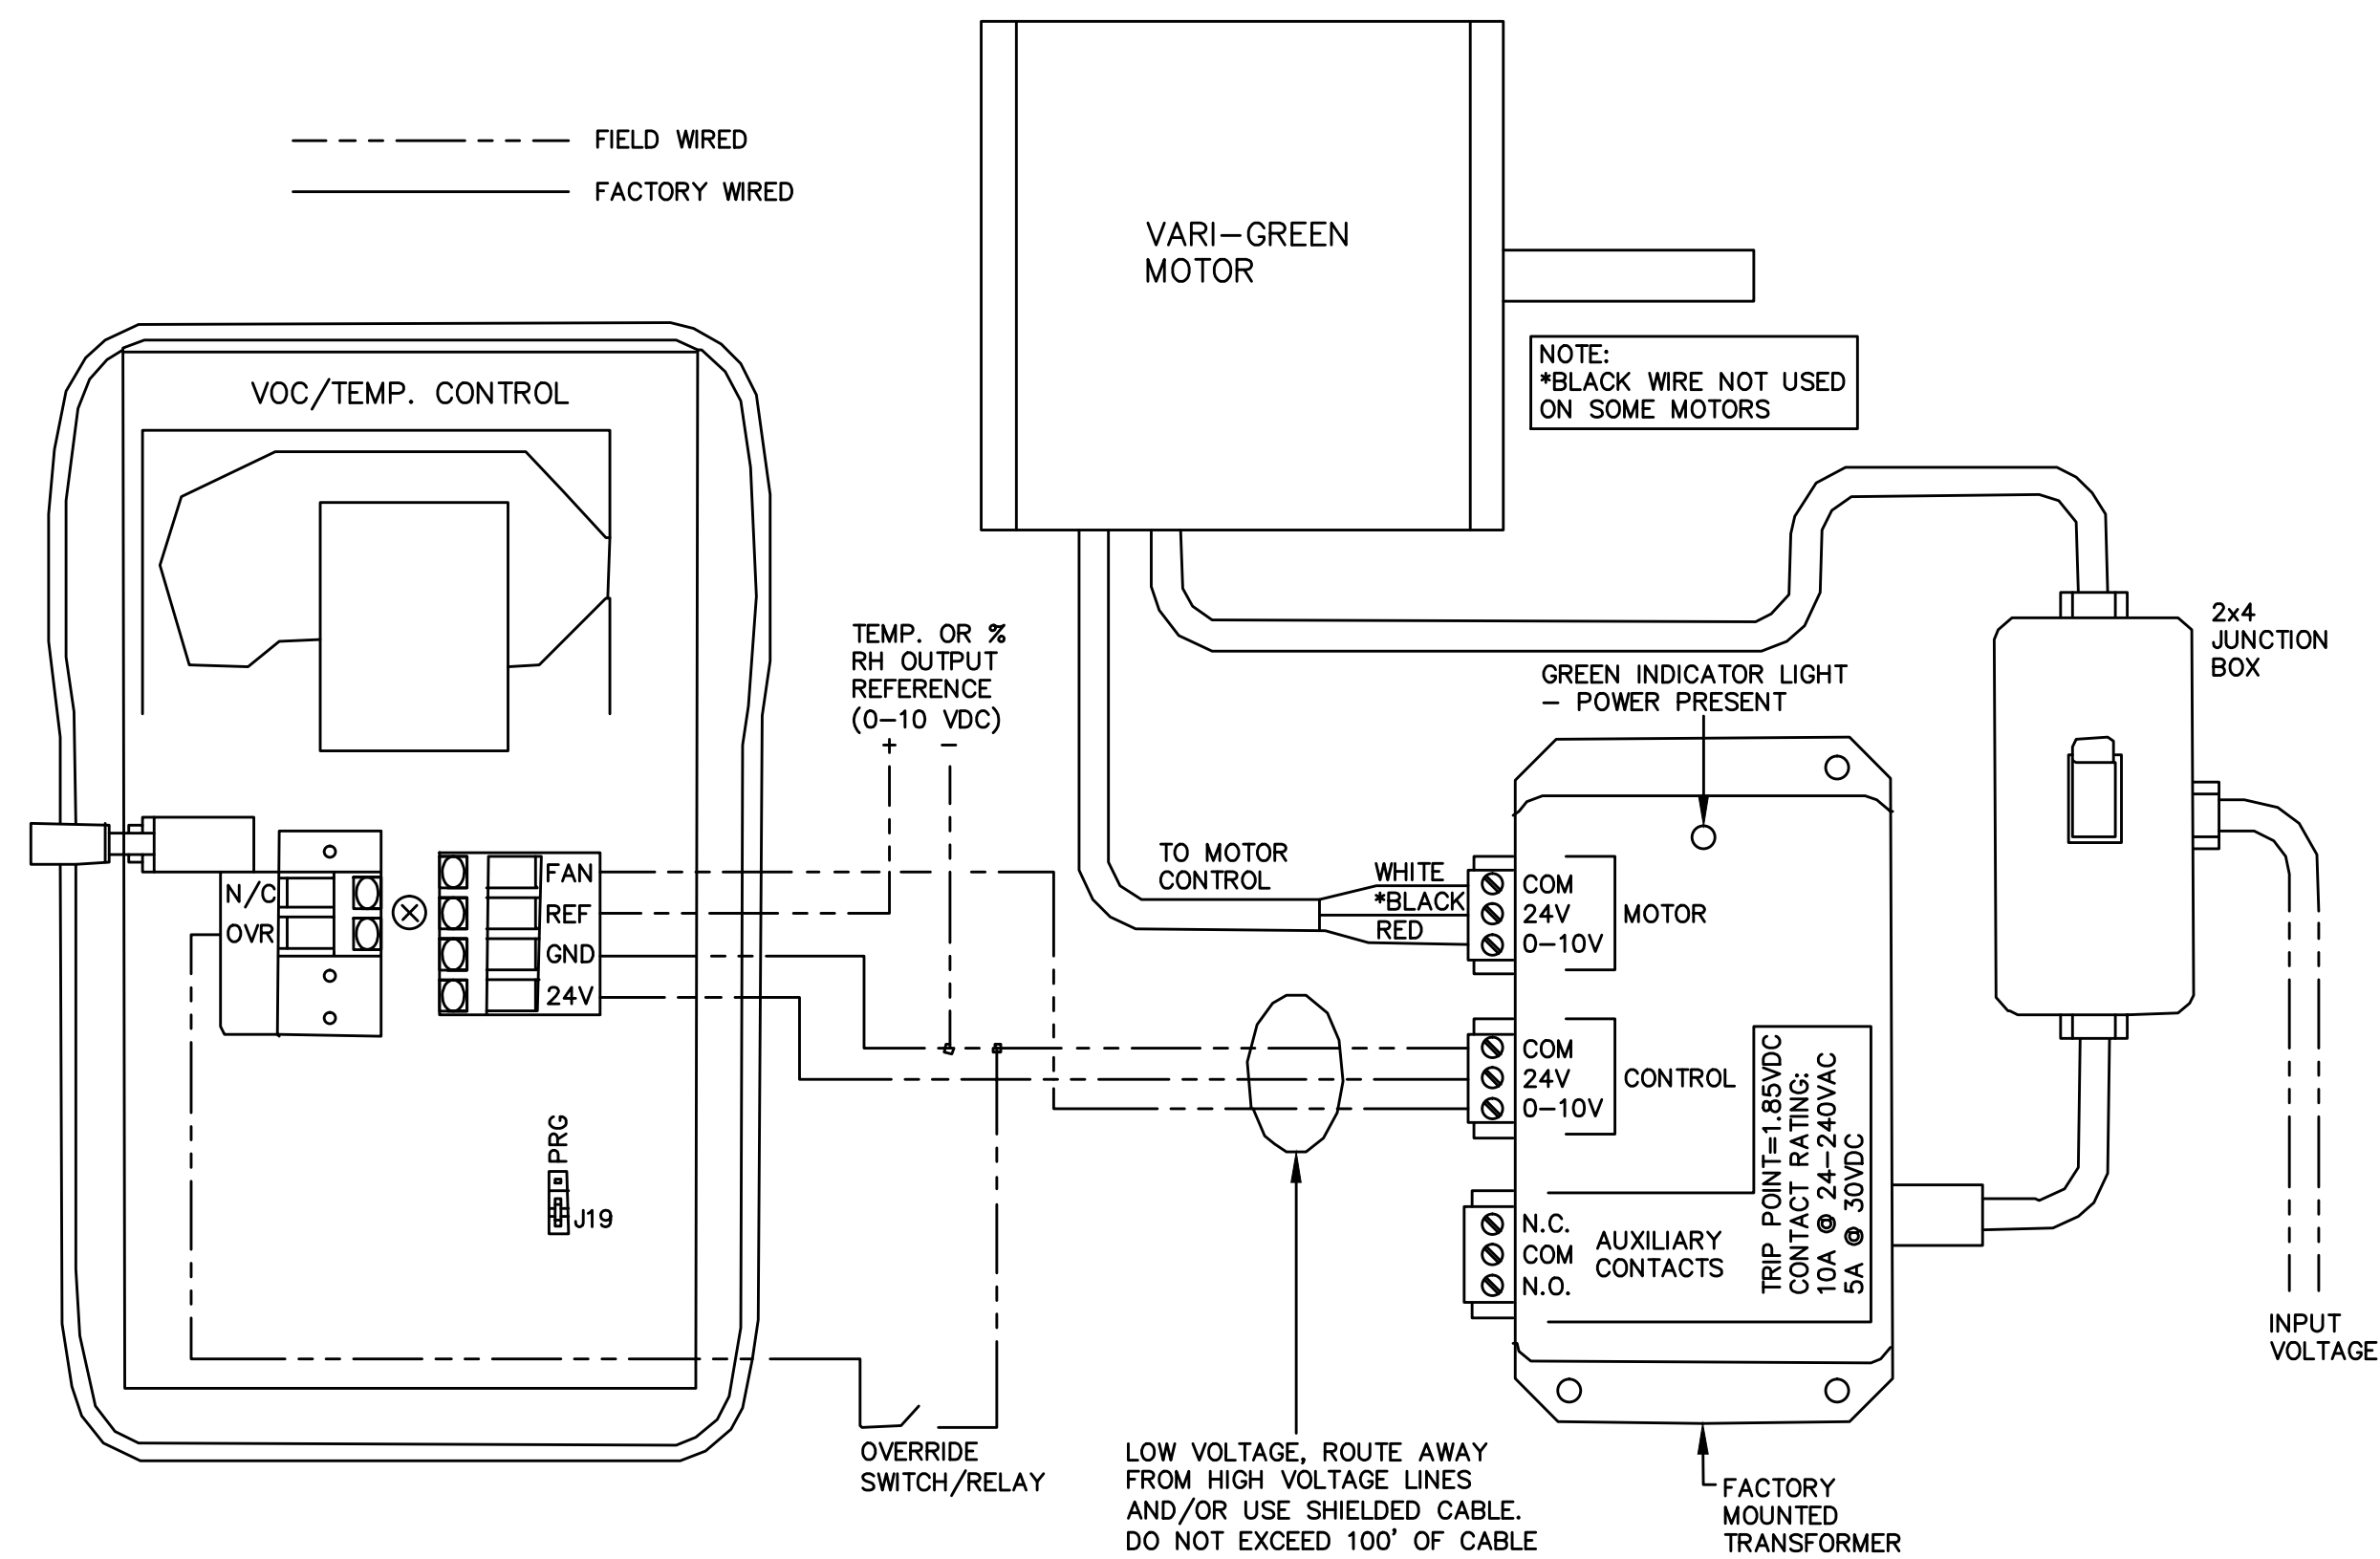 FIELD WIRED
FACTORY WIRED
VARI-GREEN
MOTOR
NOTE:
*BLACK WIRE NOT USED
ON SOME MOTORS
VOC/TEMP. CONTROL
TEMP. OR %
RH OUTPUT
REFERENCE
(0-10 VDC)
+ -
2x4
JUNCTION
BOX
GREEN INDICATOR LIGHT
- POWER PRESENT
N/C
OVR
FAN
REF
GND
24V
PRG
J19
TO MOTOR
CONTROL
WHITE
*BLACK
RED
COM
24V
0-10V
MOTOR
COM
24V
0-10V
CONTROL
N.C.
COM
N.O.
AUXILIARY
CONTACTS
TRIP POINT=1.85VDC
CONTACT RATING:
10A @ 24-240VAC
5A @ 30VDC
INPUT
VOLTAGE
OVERRIDE
SWITCH/RELAY
LOW VOLTAGE, ROUTE AWAY
FROM HIGH VOLTAGE LINES
AND/OR USE SHIELDED CABLE.
DO NOT EXCEED 100' OF CABLE
FACTORY
MOUNTED
TRANSFORMER